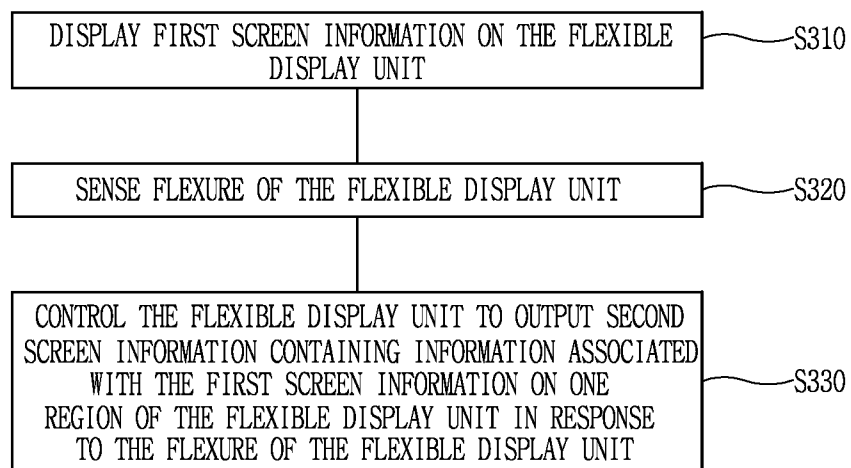 DISPLAY FIRST SCREEN INFORMATION ON THE FLEXIBLE
DISPLAY UNIT
S310
SENSE FLEXURE OF THE FLEXIBLE DISPLAY UNIT
S320
CONTROL THE FLEXIBLE DISPLAY UNIT TO OUTPUT SECOND
SCREEN INFORMATION CONTAINING INFORMATION ASSOCIATED
WITH THE FIRST SCREEN INFORMATION ON ONE
REGION OF THE FLEXIBLE DISPLAY UNIT IN RESPONSE
TO THE FLEXURE OF THE FLEXIBLE DISPLAY UNIT
S330